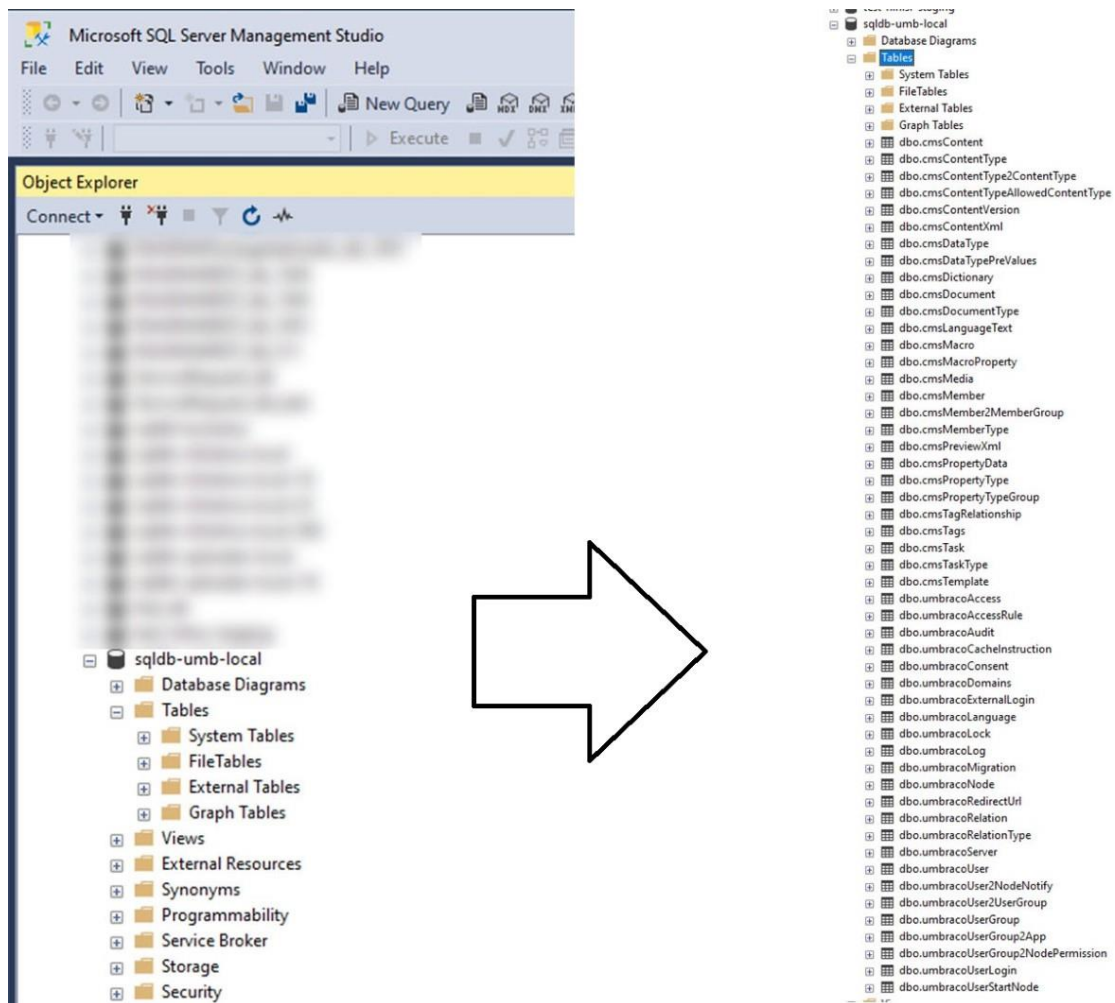 Microsoft SQL Server Management Studio
File Edit View Tools Window Help
New Query
MDX DMX
Execute
Object Explorer
Connect
sqldb-umb-local
Database Diagrams
Tables
System Tables
FileTables
External Tables
Graph Tables
Views
External Resources
Synonyms
Programmability
Service Broker
Storage
Security
sqldb-umb-local
Database Diagrams
Tables
System Tables
FileTables
External Tables
Graph Tables
dbo.cmsContent
dbo.cmsContentType
dbo.cmsContentType2ContentType
dbo.cmsContentTypeAllowedContentType
dbo.cmsContentVersion
dbo.cmsContentXml
dbo.cmsDataType
dbo.cmsDataTypePreValues
dbo.cmsDictionary
dbo.cmsDocument
dbo.cmsDocumentType
dbo.cmsLanguageText
dbo.cmsMacro
dbo.cmsMacroProperty
dbo.cmsMedia
dbo.cmsMember
dbo.cmsMember2MemberGroup
dbo.cmsMemberType
dbo.cmsPreviewXml
dbo.cmsPropertyData
dbo.cmsPropertyType
dbo.cmsPropertyTypeGroup
dbo.cmsTagRelationship
dbo.cmsTags
dbo.cmsTask
dbo.cmsTaskType
dbo.cmsTemplate
dbo.umbracoAccess
dbo.umbracoAccessRule
dbo.umbracoAudit
dbo.umbracoCacheInstruction
dbo.umbracoConsent
dbo.umbracoDomains
dbo.umbracoExternalLogin
dbo.umbracoLanguage
dbo.umbracoLock
dbo.umbracoLog
dbo.umbracoMigration
dbo.umbracoNode
dbo.umbracoRedirectUrl
dbo.umbracoRelation
dbo.umbracoRelationType
dbo.umbracoServer
dbo.umbracoUser
dbo.umbracoUser2NodeNotify
dbo.umbracoUser2UserGroup
dbo.umbracoUserGroup
dbo.umbracoUserGroup2App
dbo.umbracoUserGroup2NodePermission
dbo.umbracoUserLogin
dbo.umbracoUserStartNode